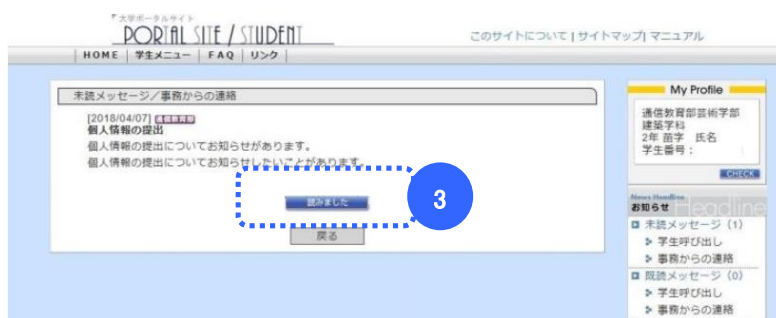 大学ポータルサイト
PORTAL SITE / STUDENT
このサイトについて | サイトマップ | マニュアル
HOME | 学生メニュー | FAQ | リンク |
未読メッセージ／事務からの連絡
[2018/04/07] 通信教育部
個人情報の提出
個人情報の提出についてお知らせがあります。
個人情報の提出についてお知らせしたいことがあります。
読みました
3
戻る
My Profile
通信教育部芸術学部
建築学科
2年 苗字 氏名
学生番号：
CHECK
News Headline
お知らせ Headline
未読メッセージ（1）
学生呼び出し
事務からの連絡
既読メッセージ（0）
学生呼び出し
事務からの連絡